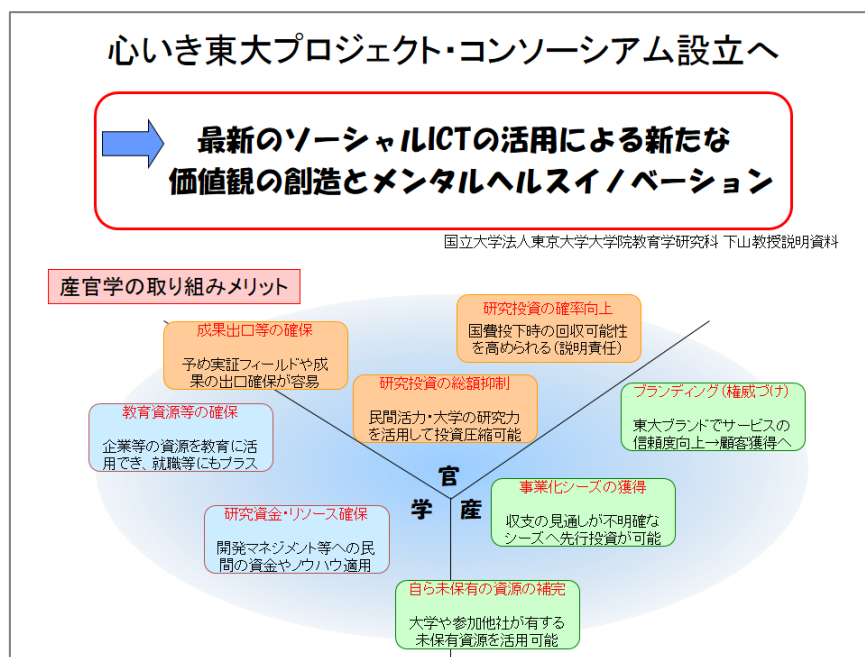 心いき東大プロジェクト・コンソーシアム設立へ
最新のソーシャルICTの活用による新たな
価値観の創造とメンタルヘルスイノベーション
国立大学法人東京大学大学院教育学研究科 下山教授説明資料
産官学の取り組みメリット
研究投資の確率向上
国費投下時の回収可能性
を高められる(説明責任)
成果出口等の確保
予め実証フィールドや成
果の出口確保が容易
研究投資の総額抑制
民間活力・大学の研究力
を活用して投資圧縮可能
ブランディング(権威づけ)
東大ブランドでサービスの
信頼度向上→顧客獲得へ
教育資源等の確保
企業等の資源を教育に活
用でき、就職等にもプラス
官
学
産
事業化シーズの獲得
収支の見通しが不明確な
シーズへ先行投資が可能
研究資金・リソース確保
開発マネジメント等への民
間の資金やノウハウ適用
自ら未保有の資源の補完
大学や参加他社が有する
未保有資源を活用可能